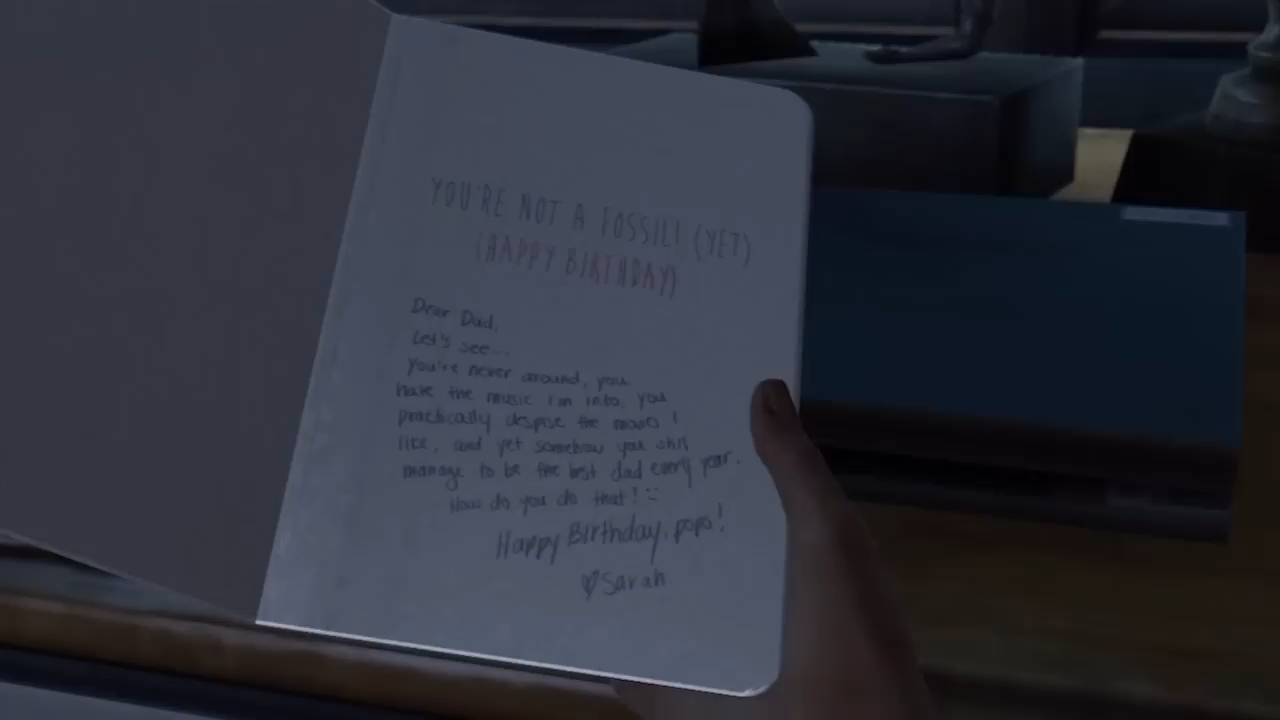 YOU'RE NOT A FOSSIL! (YET)
(HAPPY BIRTHDAY)
Dear Dad,
Let's see...
You're never around, you
hate the music I'm into, you
practically despise the movies I
like, and yet somehow you still
manage to be the best dad every year.
How do you do that? :)
Happy Birthday, papa!
♡ Sarah